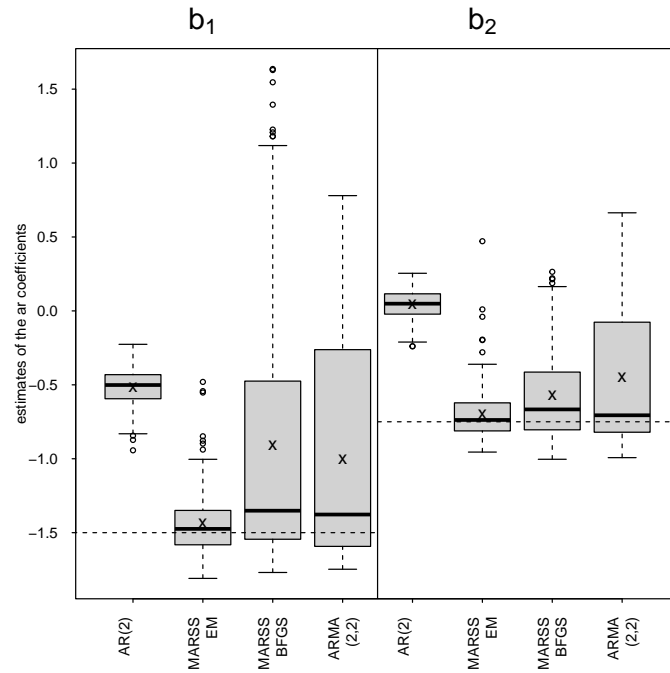 b1 b2
estimates of the ar coefficients
1.5
1.0
0.5
0.0
−0.5
−1.0
−1.5
AR(2)
MARSS
EM
MARSS
BFGS
ARMA
(2,2)
AR(2)
MARSS
EM
MARSS
BFGS
ARMA
(2,2)
x
x
x
x
x
x
x
x